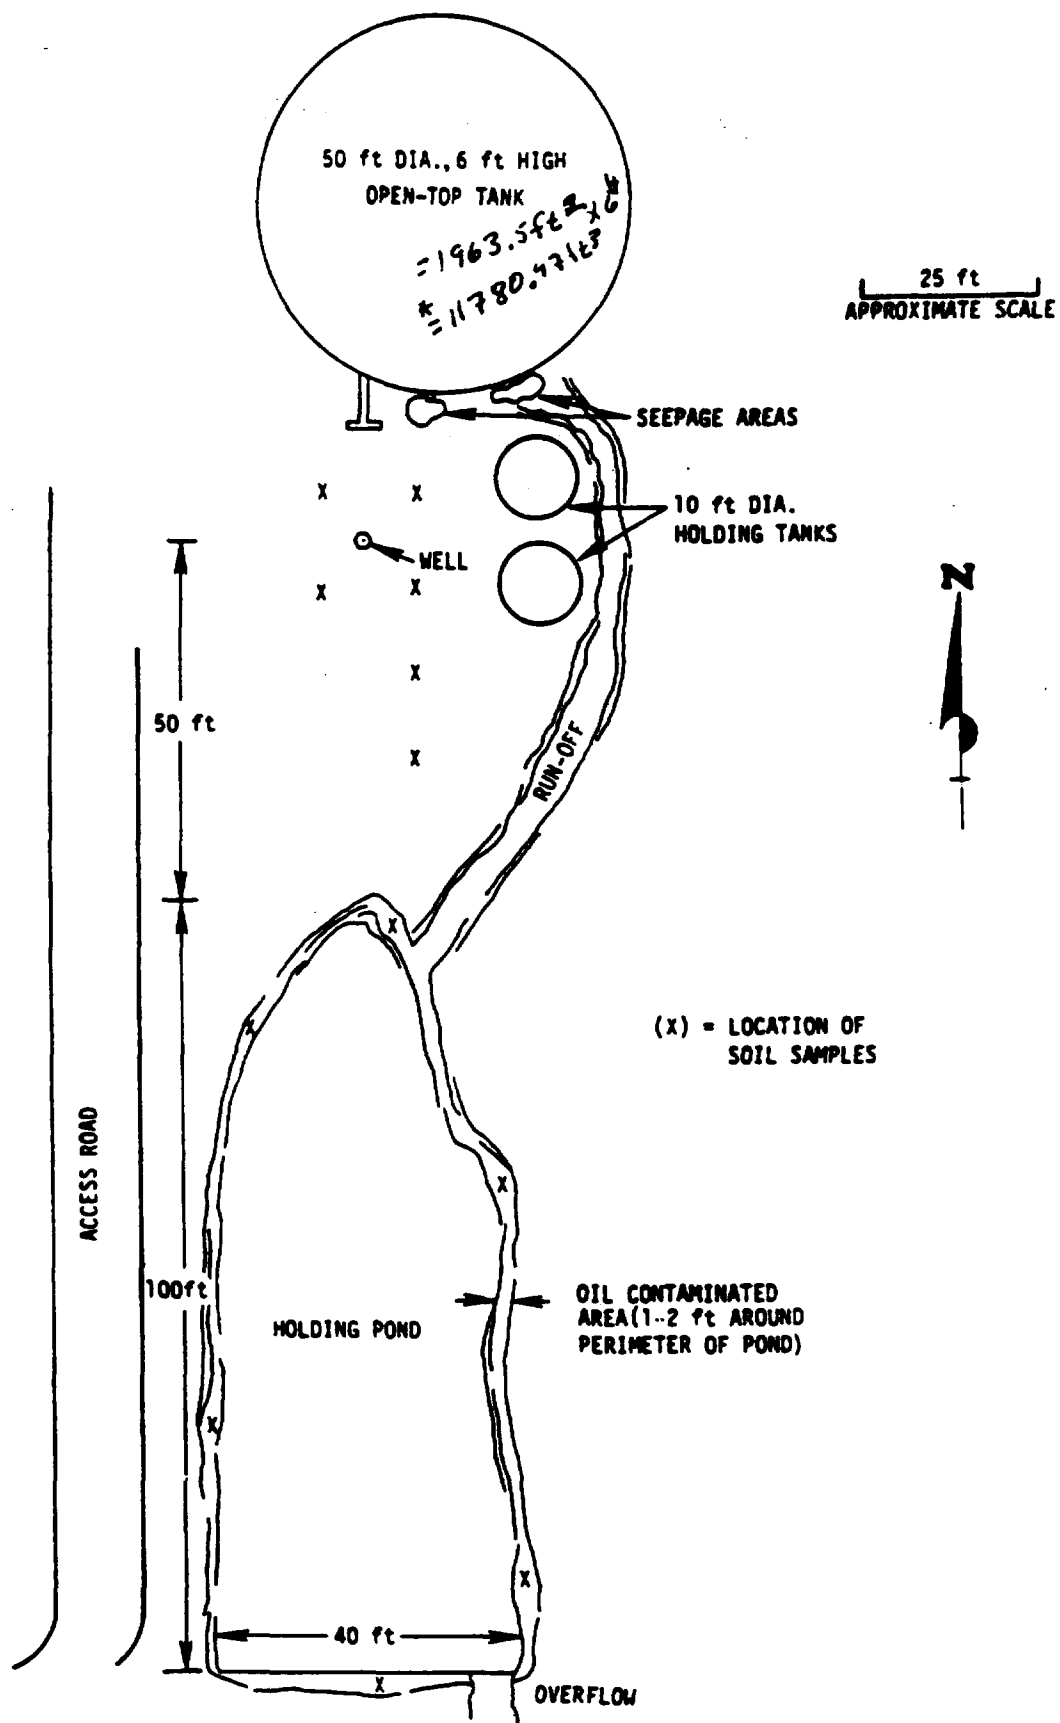 50 ft DIA., 6 ft HIGH
OPEN-TOP TANK
=1963.5ft² x 6
* = 11780.97ft³
25 ft
APPROXIMATE SCALE
SEEPAGE AREAS
X X
10 ft DIA.
HOLDING TANKS
WELL
X X
N
X
50 ft
X
RUN-OFF
X
(X) = LOCATION OF
SOIL SAMPLES
X
ACCESS ROAD
X
100ft
OIL CONTAMINATED
AREA(1-2 ft AROUND
PERIMETER OF POND)
HOLDING POND
X
X
40 ft
X
OVERFLOW